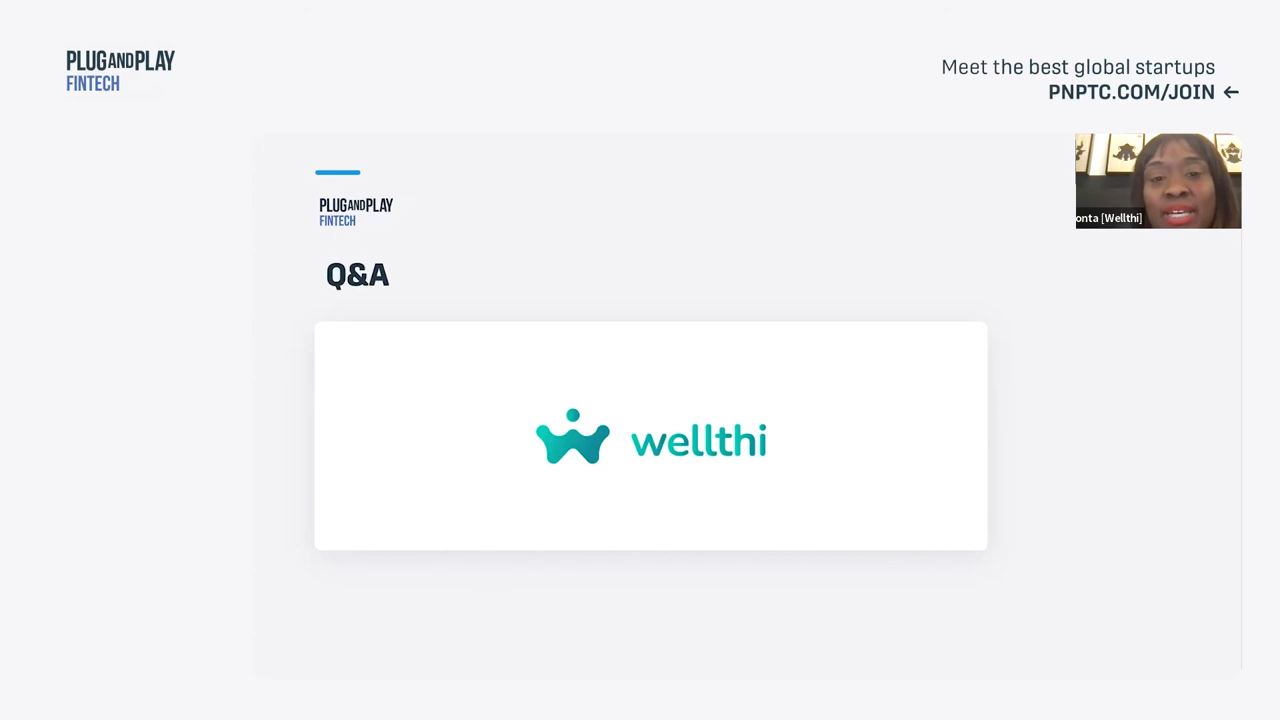 PLUGANDPLAY
FINTECH
Meet the best global startups
PNPTC.COM/JOIN ←
PLUGANDPLAY
FINTECH
onta [Wellthi]
Q&A
wellthi